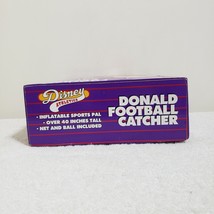 Disney
ATHLETICS
• INFLATABLE SPORTS PAL
• OVER 40 INCHES TALL
• NET AND BALL INCLUDED
DONALD
FOOTBALL
CATCHER